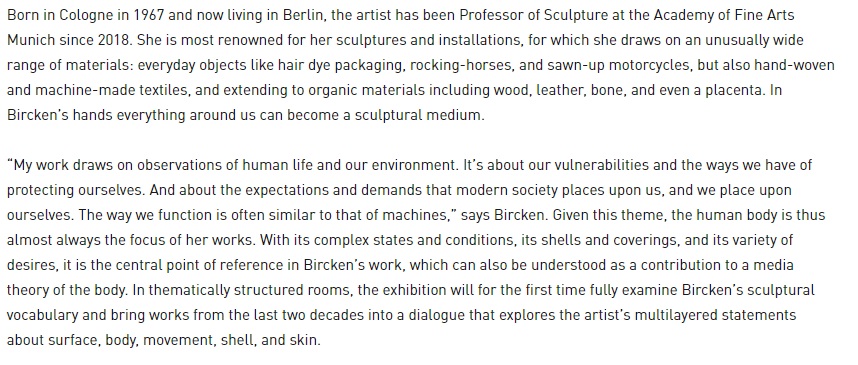 Born in Cologne in 1967 and now living in Berlin, the artist has been Professor of Sculpture at the Academy of Fine Arts
Munich since 2018. She is most renowned for her sculptures and installations, for which she draws on an unusually wide
range of materials: everyday objects like hair dye packaging, rocking-horses, and sawn-up motorcycles, but also hand-woven
and machine-made textiles, and extending to organic materials including wood, leather, bone, and even a placenta. In
Bircken’s hands everything around us can become a sculptural medium.
“My work draws on observations of human life and our environment. It’s about our vulnerabilities and the ways we have of
protecting ourselves. And about the expectations and demands that modern society places upon us, and we place upon
ourselves. The way we function is often similar to that of machines,” says Bircken. Given this theme, the human body is thus
almost always the focus of her works. With its complex states and conditions, its shells and coverings, and its variety of
desires, it is the central point of reference in Bircken’s work, which can also be understood as a contribution to a media
theory of the body. In thematically structured rooms, the exhibition will for the first time fully examine Bircken’s sculptural
vocabulary and bring works from the last two decades into a dialogue that explores the artist’s multilayered statements
about surface, body, movement, shell, and skin.